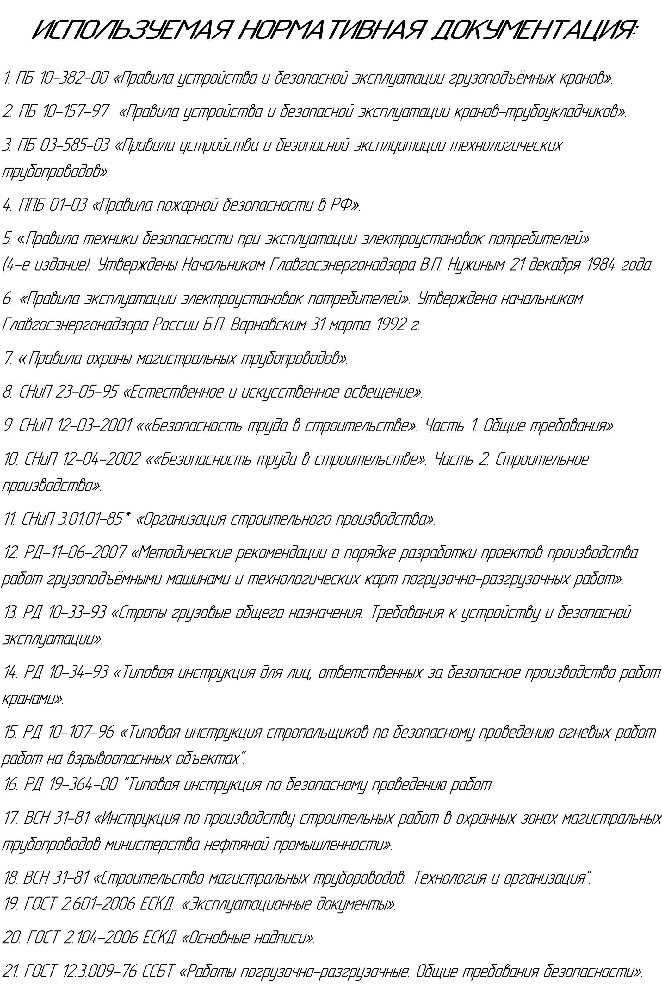 ИСПОЛЬЗУЕМАЯ НОРМАТИВНАЯ ДОКУМЕНТАЦИЯ:
1. ПБ 10-382-00 «Правила устройства и безопасной эксплуатации грузоподъёмных кранов».
2. ПБ 10-157-97 «Правила устройства и безопасной эксплуатации кранов-трубоукладчиков».
3. ПБ 03-585-03 «Правила устройства и безопасной эксплуатации технологических
трубопроводов».
4. ППБ 01-03 «Правила пожарной безопасности в РФ».
5. «Правила техники безопасности при эксплуатации электроустановок потребителей»
(4-е издание). Утверждены Начальником Главгосэнергонадзора В.П. Нужиным 21 декабря 1984 года.
6. «Правила эксплуатации электроустановок потребителей». Утверждено начальником
Главгосэнергонадзора России Б.П. Варнавским 31 марта 1992 г.
7. «Правила охраны магистральных трубопроводов».
8. СНиП 23-05-95 «Естественное и искусственное освещение».
9. СНиП 12-03-2001 ««Безопасность труда в строительстве». Часть 1. Общие требования».
10. СНиП 12-04-2002 ««Безопасность труда в строительстве». Часть 2. Строительное
производство».
11. СНиП 3.01.01-85* «Организация строительного производства».
12. РД-11-06-2007 «Методические рекомендации о порядке разработки проектов производства
работ грузоподъёмными машинами и технологических карт погрузочно-разгрузочных работ».
13. РД 10-33-93 «Стропы грузовые общего назначения. Требования к устройству и безопасной
эксплуатации».
14. РД 10-34-93 «Типовая инструкция для лиц, ответственных за безопасное производство работ
кранами».
15. РД 10-107-96 «Типовая инструкция стропальщиков по безопасному проведению огневых работ
работ на взрывоопаснных объектах".
16. РД 19-364-00 "Типовая инструкция по безопасному проведению работ
17. ВСН 31-81 «Инструкция по производству строительных работ в охранных зонах магистральных
трубопроводов министерства нефтяной промышленности».
18. ВСН 31-81 «Строительство магистральных трубороводов. Технология и организация".
19. ГОСТ 2.601-2006 ЕСКД. «Эксплуатационные документы».
20. ГОСТ 2.104-2006 ЕСКД «Основные надписи».
21. ГОСТ 12.3.009-76 ССБТ «Работы погрузочно-разгрузочные. Общие требования безопасности».